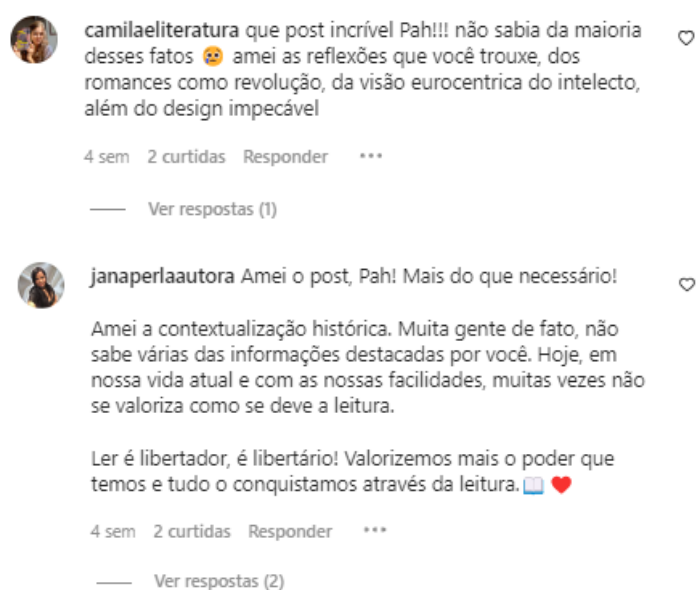 camilaeliteratura que post incrível Pah!!! não sabia da maioria
desses fatos 😢 amei as reflexões que você trouxe, dos
romances como revolução, da visão eurocentrica do intelecto,
além do design impecável
4 sem 2 curtidas Responder ...
Ver respostas (1)
janaperlaautora Amei o post, Pah! Mais do que necessário!
Amei a contextualização histórica. Muita gente de fato, não
sabe várias das informações destacadas por você. Hoje, em
nossa vida atual e com as nossas facilidades, muitas vezes não
se valoriza como se deve a leitura.
Ler é libertador, é libertário! Valorizemos mais o poder que
temos e tudo o conquistamos através da leitura.📖 ♥️
4 sem 2 curtidas Responder ...
Ver respostas (2)